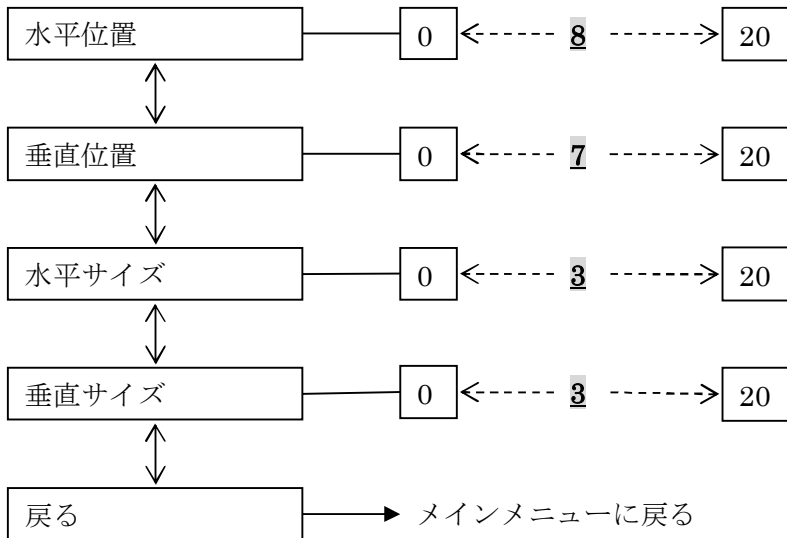 水平位置 0 8 20
垂直位置 0 7 20
水平サイズ 0 3 20
垂直サイズ 0 3 20
戻る メインメニューに戻る